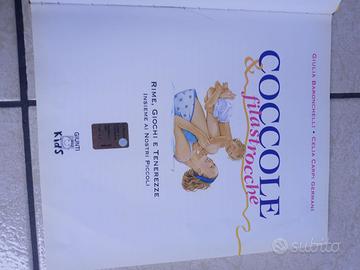 GIULIA BARONCHELLI • CELIA CARPI GERMANI
COCCOLE
& filastrocche
RIME, GIOCHI E TENEREZZE
INSIEME AI NOSTRI PICCOLI
GIUNTI
Kids
subito